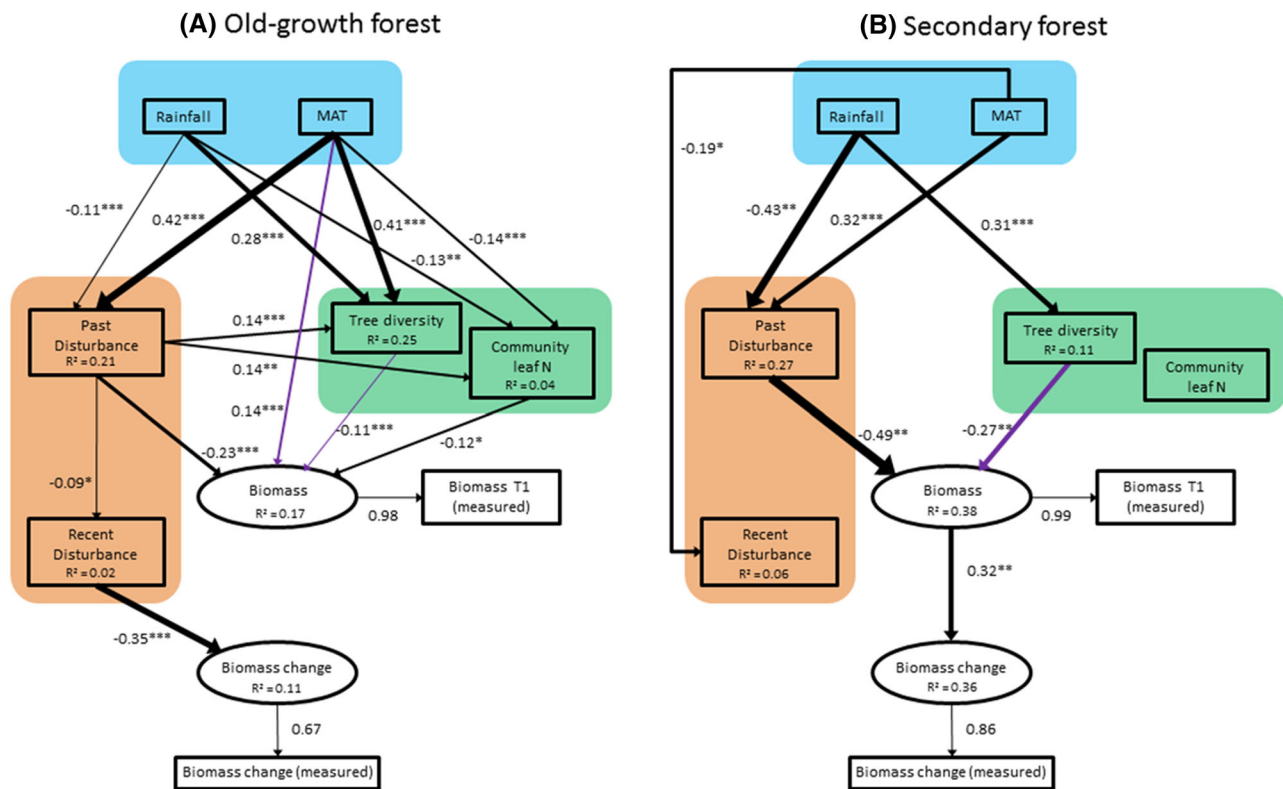 (A) Old-growth forest
Rainfall
MAT
-0.11***
0.42***
0.28***
0.41***
-0.13**
-0.14***
Past
Disturbance
R² = 0.21
0.14***
0.14**
Tree diversity
R² = 0.25
Community
leaf N
R² = 0.04
0.14***
-0.11***
-0.12*
-0.23***
-0.09*
Biomass
R² = 0.17
0.98
Biomass T1
(measured)
Recent
Disturbance
R² = 0.02
-0.35***
Biomass change
R² = 0.11
0.67
Biomass change (measured)
(B) Secondary forest
Rainfall
MAT
-0.19*
-0.43**
0.32***
0.31***
Past
Disturbance
R² = 0.27
Tree diversity
R² = 0.11
Community
leaf N
-0.49**
-0.27**
Biomass
R² = 0.38
0.99
Biomass T1
(measured)
Recent
Disturbance
R² = 0.06
0.32**
Biomass change
R² = 0.36
0.86
Biomass change (measured)